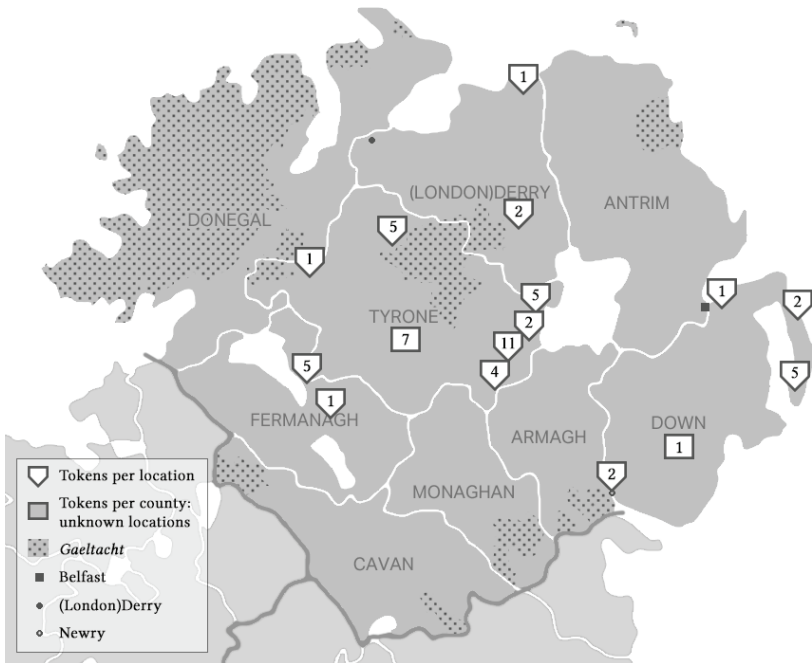 1
(LONDON)DERRY
ANTRIM
2
DONEGAL
5
1
5
1
2
TYRONE
2
7
11
5
4
5
1
FERMANAGH
DOWN
ARMAGH
1
2
MONAGHAN
CAVAN
Tokens per location
Tokens per county:
unknown locations
Gaeltacht
Belfast
(London)Derry
Newry